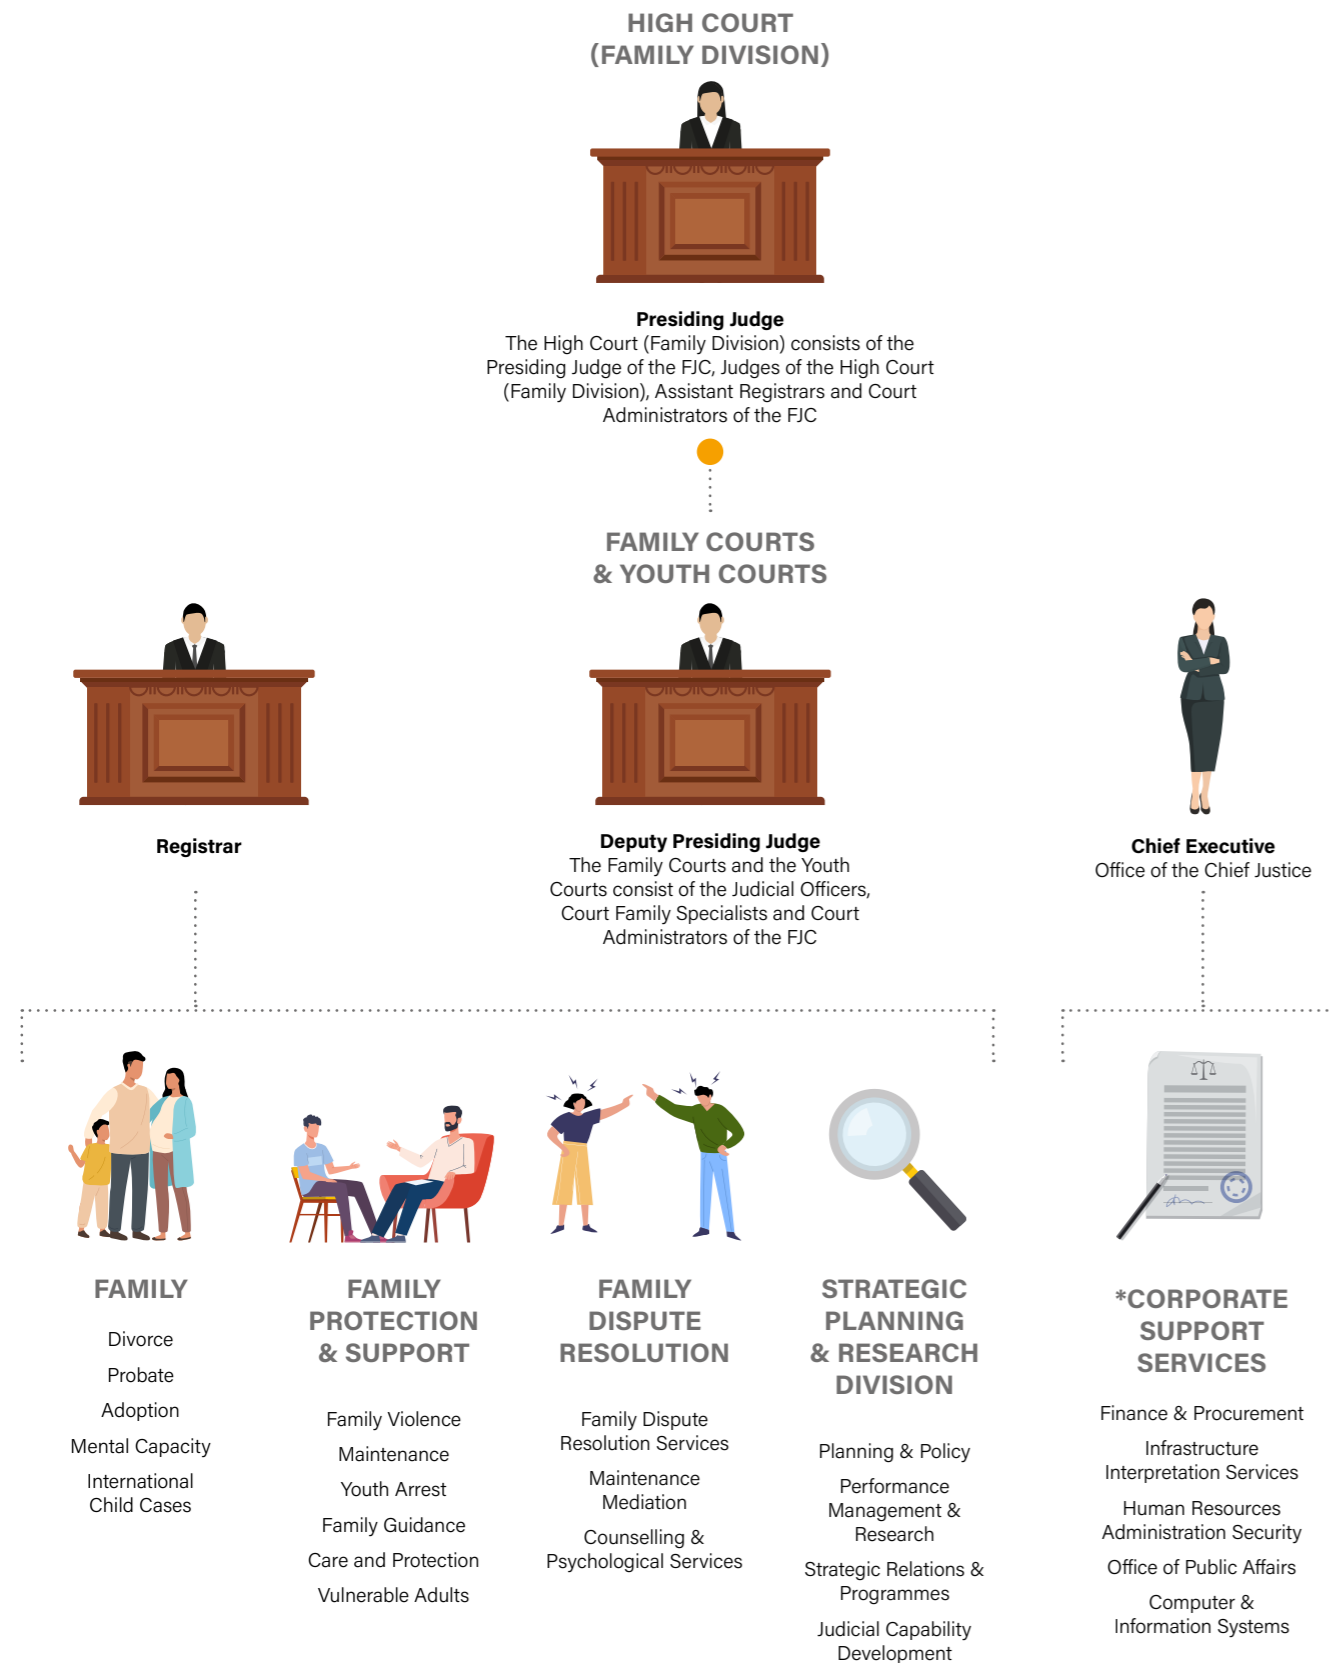 HIGH COURT
(FAMILY DIVISION)
Presiding Judge
The High Court (Family Division) consists of the
Presiding Judge of the FJC, Judges of the High Court
(Family Division), Assistant Registrars and Court
Administrators of the FJC
FAMILY COURTS
& YOUTH COURTS
Registrar
Deputy Presiding Judge
The Family Courts and the Youth
Courts consist of the Judicial Officers,
Court Family Specialists and Court
Administrators of the FJC
Chief Executive
Office of the Chief Justice
FAMILY
Divorce
Probate
Adoption
Mental Capacity
International
Child Cases
FAMILY
PROTECTION
& SUPPORT
Family Violence
Maintenance
Youth Arrest
Family Guidance
Care and Protection
Vulnerable Adults
FAMILY
DISPUTE
RESOLUTION
Family Dispute
Resolution Services
Maintenance
Mediation
Counselling &
Psychological Services
STRATEGIC
PLANNING
& RESEARCH
DIVISION
Planning & Policy
Performance
Management &
Research
Strategic Relations &
Programmes
Judicial Capability
Development
*CORPORATE
SUPPORT
SERVICES
Finance & Procurement
Infrastructure
Interpretation Services
Human Resources
Administration Security
Office of Public Affairs
Computer &
Information Systems